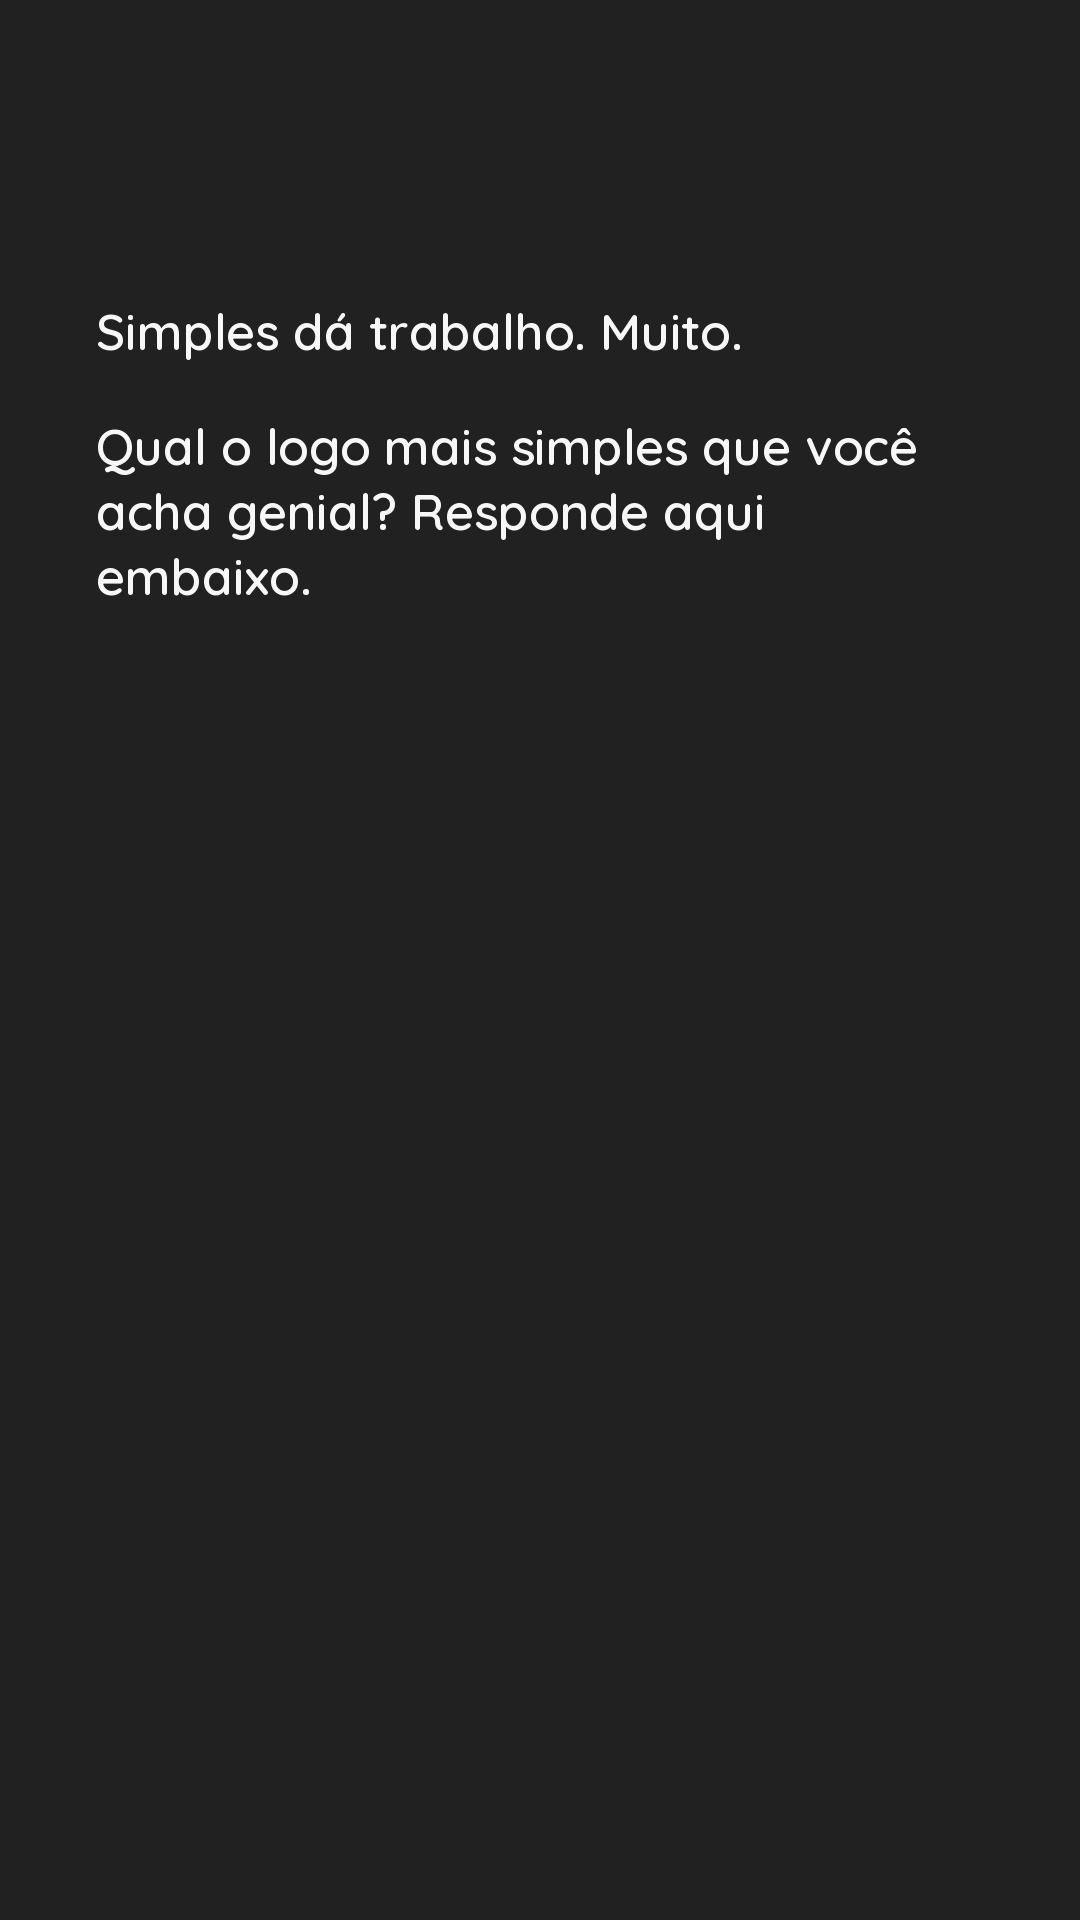 Simples dá trabalho. Muito.
Qual o logo mais simples que você
acha genial? Responde aqui
embaixo.